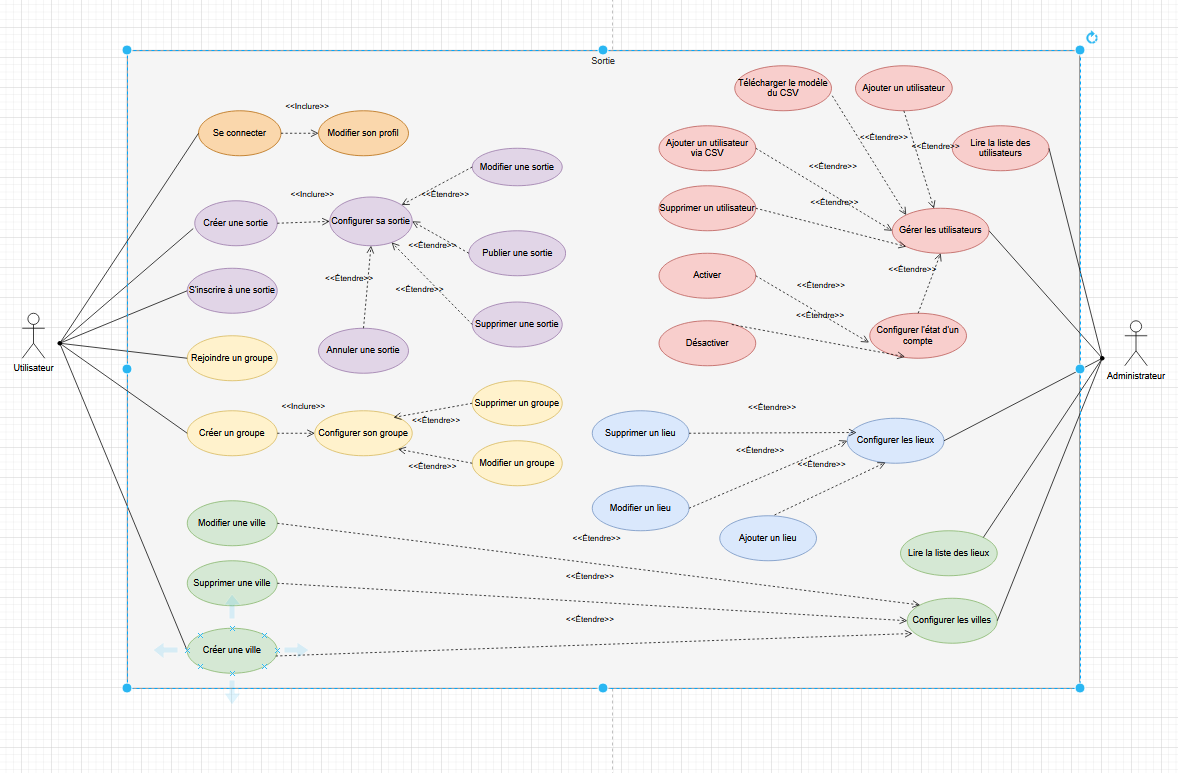 Sortie
Télécharger le modèle
du CSV
Ajouter un utilisateur
<<Inclure>>
Se connecter
Modifier son profil
<<Étendre>>
<<Étendre>>
Ajouter un utilisateur
via CSV
Lire la liste des
utilisateurs
Modifier une sortie
<<Étendre>>
<<Inclure>>
<<Étendre>>
<<Étendre>>
Supprimer un utilisateur
Créer une sortie
Configurer sa sortie
Gérer les utilisateurs
<<Étendre>>
Publier une sortie
<<Étendre>>
<<Étendre>>
Activer
<<Étendre>>
S'inscrire à une sortie
<<Étendre>>
<<Étendre>>
Supprimer une sortie
Configurer l'état d'un
compte
Désactiver
Annuler une sortie
Rejoindre un groupe
Utilisateur
Administrateur
<<Inclure>>
Supprimer un groupe
<<Étendre>>
<<Étendre>>
Créer un groupe
Configurer son groupe
Supprimer un lieu
Configurer les lieux
<<Étendre>>
<<Étendre>>
Modifier un groupe
<<Étendre>>
Modifier un lieu
Modifier une ville
<<Étendre>>
Ajouter un lieu
Lire la liste des lieux
<<Étendre>>
Supprimer une ville
<<Étendre>>
Configurer les villes
Créer une ville